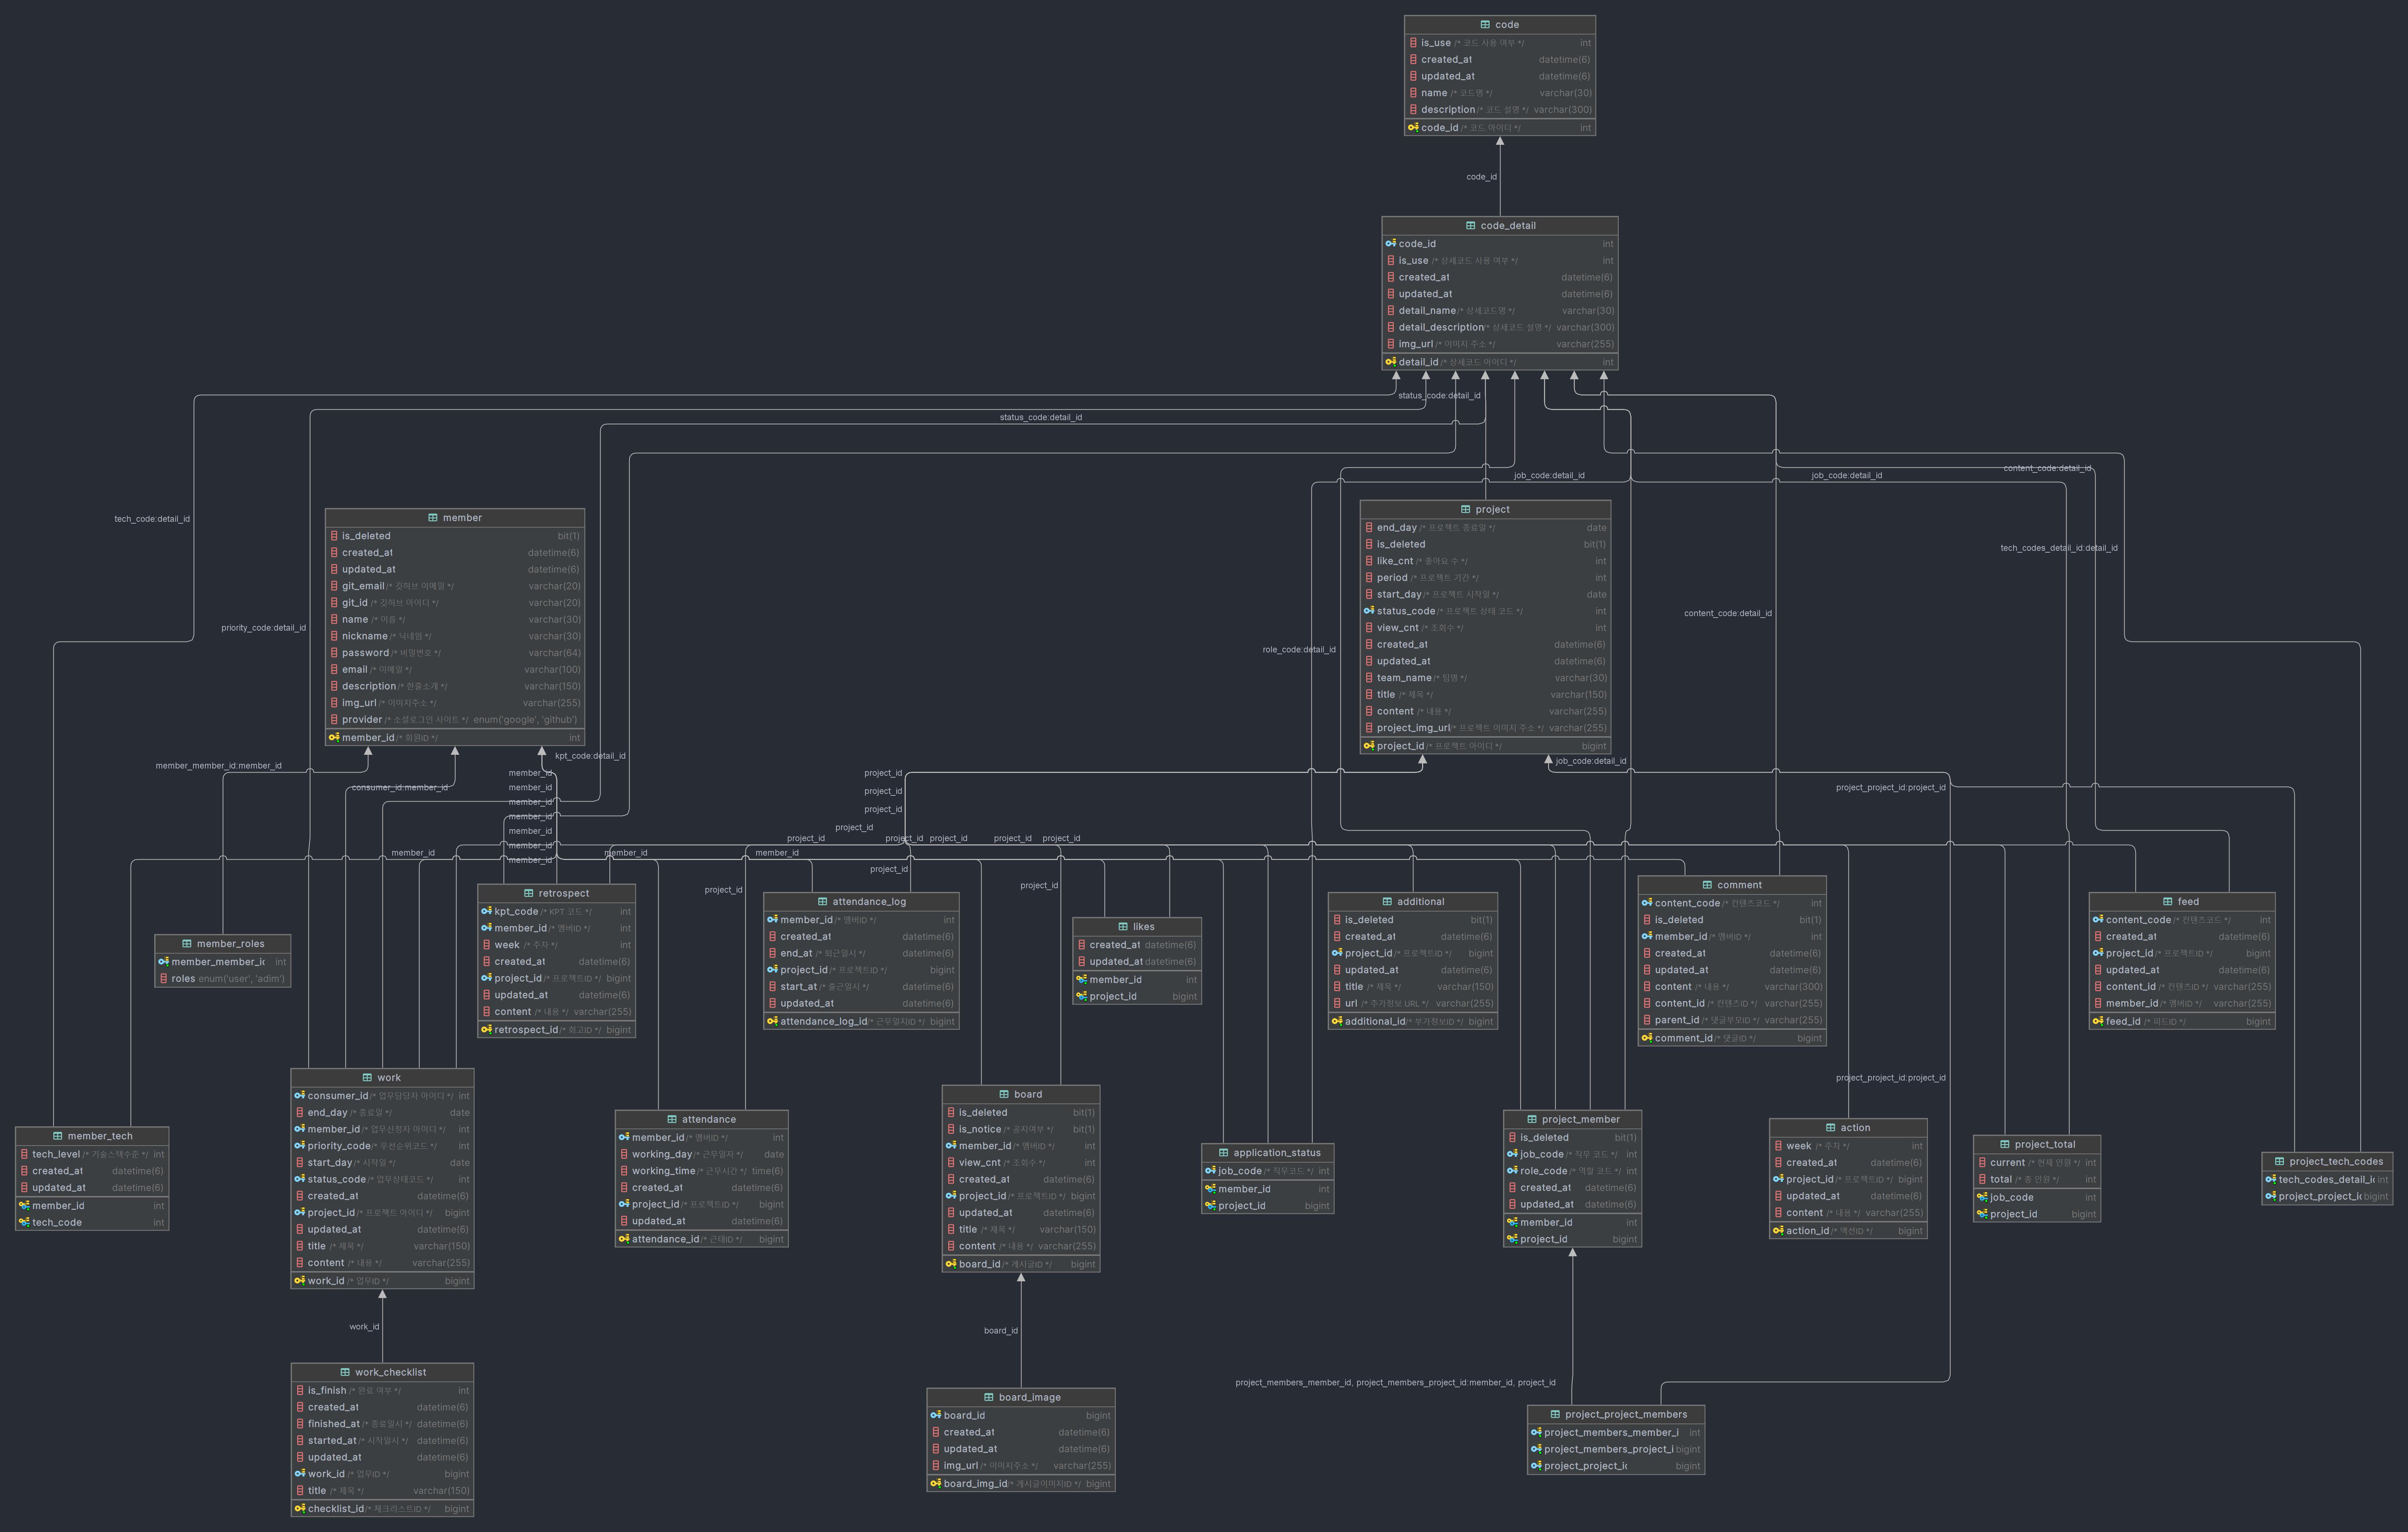 code
is_use /* 코드 사용 여부 */ int
created_at datetime(6)
updated_at datetime(6)
name /* 코드명 */ varchar(30)
description /* 코드 설명 */ varchar(300)
code_id /* 코드 아이디 */ int
code_id
code_detail
code_id int
is_use /* 상세코드 사용 여부 */ int
created_at datetime(6)
updated_at datetime(6)
detail_name /* 상세코드명 */ varchar(30)
detail_description /* 상세코드 설명 */ varchar(300)
img_url /* 이미지 주소 */ varchar(255)
detail_id /* 상세코드 아이디 */ int
status_code:detail_id
status_code:detail_id
content_code:detail_id
job_code:detail_id
job_code:detail_id
tech_code:detail_id
tech_codes_detail_id:detail_id
content_code:detail_id
priority_code:detail_id
role_code:detail_id
member
is_deleted bit(1)
created_at datetime(6)
updated_at datetime(6)
git_email /* 깃허브 이메일 */ varchar(20)
git_id /* 깃허브 아이디 */ varchar(20)
name /* 이름 */ varchar(30)
nickname /* 닉네임 */ varchar(30)
password /* 비밀번호 */ varchar(64)
email /* 이메일 */ varchar(100)
description /* 한줄소개 */ varchar(150)
img_url /* 이미지주소 */ varchar(255)
provider /* 소셜로그인 사이트 */ enum('google', 'github')
member_id /* 회원ID */ int
project
end_day /* 프로젝트 종료일 */ date
is_deleted bit(1)
like_cnt /* 좋아요 수 */ int
period /* 프로젝트 기간 */ int
start_day /* 프로젝트 시작일 */ date
status_code /* 프로젝트 상태 코드 */ int
view_cnt /* 조회수 */ int
created_at datetime(6)
updated_at datetime(6)
team_name /* 팀명 */ varchar(30)
title /* 제목 */ varchar(150)
content /* 내용 */ varchar(255)
project_img_url /* 프로젝트 이미지 주소 */ varchar(255)
project_id /* 프로젝트 아이디 */ bigint
kpt_code:detail_id
job_code:detail_id
member_member_id:member_id
consumer_id:member_id
project_project_id:project_id
member_id
member_id
member_id
member_id
member_id
member_id
member_id
project_id
project_id
project_id
project_id
project_id
project_id
project_id
project_id
project_id
member_id
member_id
member_id
project_id
project_id
project_id
member_roles
member_member_ic int
roles enum('user', 'adim')
retrospect
kpt_code /* KPT 코드 */ int
member_id /* 멤버ID */ int
week /* 주차 */ int
created_at datetime(6)
project_id /* 프로젝트ID */ bigint
updated_at datetime(6)
content /* 내용 */ varchar(255)
retrospect_id /* 회고ID */ bigint
attendance_log
member_id /* 멤버ID */ int
created_at datetime(6)
end_at /* 퇴근일시 */ datetime(6)
project_id /* 프로젝트ID */ bigint
start_at /* 출근일시 */ datetime(6)
updated_at datetime(6)
attendance_log_id /* 근무일지ID */ bigint
likes
created_at datetime(6)
updated_at datetime(6)
member_id int
project_id bigint
additional
is_deleted bit(1)
created_at datetime(6)
project_id /* 프로젝트ID */ bigint
updated_at datetime(6)
title /* 제목 */ varchar(150)
url /* 추가정보 URL */ varchar(255)
additional_id /* 부가정보ID */ bigint
comment
content_code /* 컨텐츠코드 */ int
is_deleted bit(1)
member_id /* 멤버ID */ int
created_at datetime(6)
updated_at datetime(6)
content /* 내용 */ varchar(300)
content_id /* 컨텐츠ID */ varchar(255)
parent_id /* 댓글부모ID */ varchar(255)
comment_id /* 댓글ID */ bigint
feed
content_code /* 컨텐츠코드 */ int
created_at datetime(6)
project_id /* 프로젝트ID */ bigint
updated_at datetime(6)
content_id /* 컨텐츠ID */ varchar(255)
member_id /* 멤버ID */ varchar(255)
feed_id /* 피드ID */ bigint
project_project_id:project_id
member_tech
tech_level /* 기술스택수준 */ int
created_at datetime(6)
updated_at datetime(6)
member_id int
tech_code int
work
consumer_id /* 업무담당자 아이디 */ int
end_day /* 종료일 */ date
member_id /* 업무신청자 아이디 */ int
priority_code /* 우선순위코드 */ int
start_day /* 시작일 */ date
status_code /* 업무상태코드 */ int
created_at datetime(6)
project_id /* 프로젝트 아이디 */ bigint
updated_at datetime(6)
title /* 제목 */ varchar(150)
content /* 내용 */ varchar(255)
work_id /* 업무ID */ bigint
attendance
member_id /* 멤버ID */ int
working_day /* 근무일자 */ date
working_time /* 근무시간 */ time(6)
created_at datetime(6)
project_id /* 프로젝트ID */ bigint
updated_at datetime(6)
attendance_id /* 근태ID */ bigint
board
is_deleted bit(1)
is_notice /* 공지여부 */ bit(1)
member_id /* 멤버ID */ int
view_cnt /* 조회수 */ int
created_at datetime(6)
project_id /* 프로젝트ID */ bigint
updated_at datetime(6)
title /* 제목 */ varchar(150)
content /* 내용 */ varchar(255)
board_id /* 게시글ID */ bigint
application_status
job_code /* 직무코드 */ int
member_id int
project_id bigint
project_member
is_deleted bit(1)
job_code /* 직무 코드 */ int
role_code /* 역할 코드 */ int
created_at datetime(6)
updated_at datetime(6)
member_id int
project_id bigint
action
week /* 주차 */ int
created_at datetime(6)
project_id /* 프로젝트ID */ bigint
updated_at datetime(6)
content /* 내용 */ varchar(255)
action_id /* 액션ID */ bigint
project_total
current /* 현재 인원 */ int
total /* 총 인원 */ int
job_code int
project_id bigint
project_tech_codes
tech_codes_detail_ic int
project_project_ic bigint
work_id
board_id
project_members_member_id, project_members_project_id:member_id, project_id
work_checklist
is_finish /* 완료 여부 */ int
created_at datetime(6)
finished_at /* 종료일시 */ datetime(6)
started_at /* 시작일시 */ datetime(6)
updated_at datetime(6)
work_id /* 업무ID */ bigint
title /* 제목 */ varchar(150)
checklist_id /* 체크리스트ID */ bigint
board_image
board_id bigint
created_at datetime(6)
updated_at datetime(6)
img_url /* 이미지주소 */ varchar(255)
board_img_id /* 게시글이미지ID */ bigint
project_project_members
project_members_member_i int
project_members_project_i bigint
project_project_ic bigint